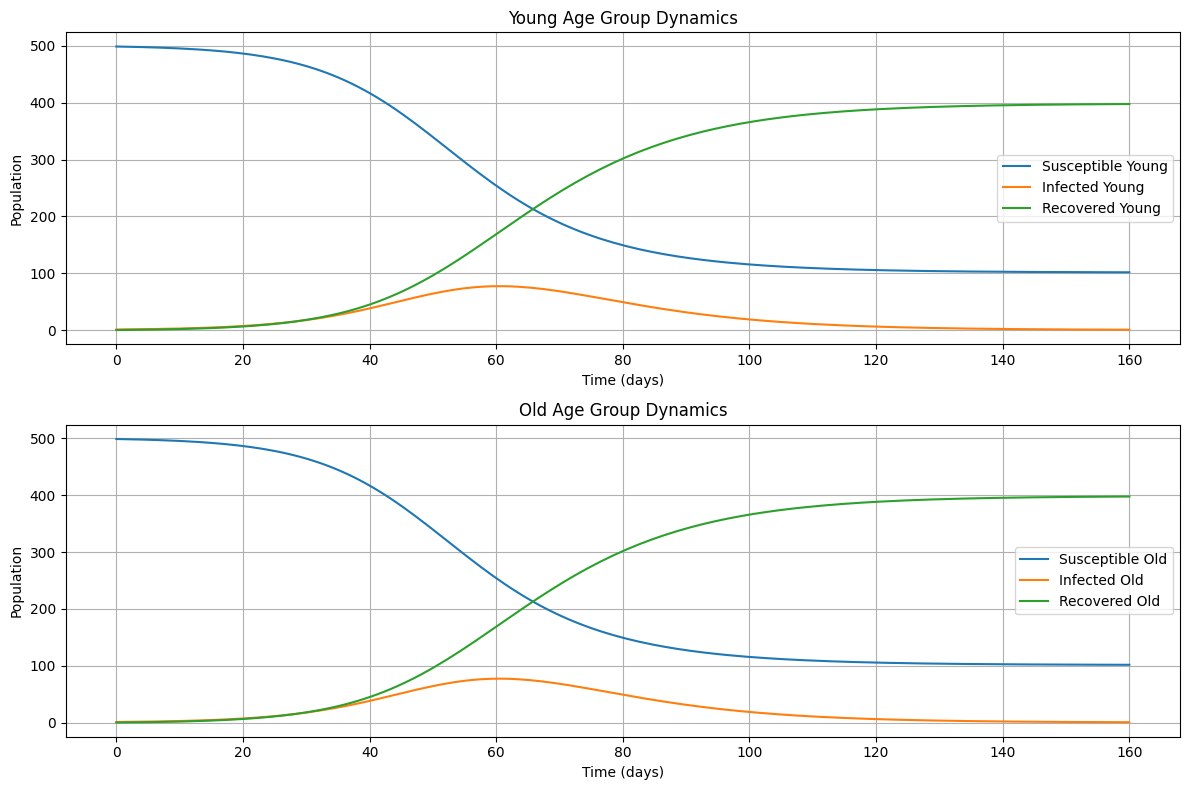 Young Age Group Dynamics
500
400
300
200
100
0
Population
Susceptible Young
Infected Young
Recovered Young
0 20 40 60 80 100 120 140 160
Time (days)
Old Age Group Dynamics
500
400
300
200
100
0
Population
Susceptible Old
Infected Old
Recovered Old
0 20 40 60 80 100 120 140 160
Time (days)